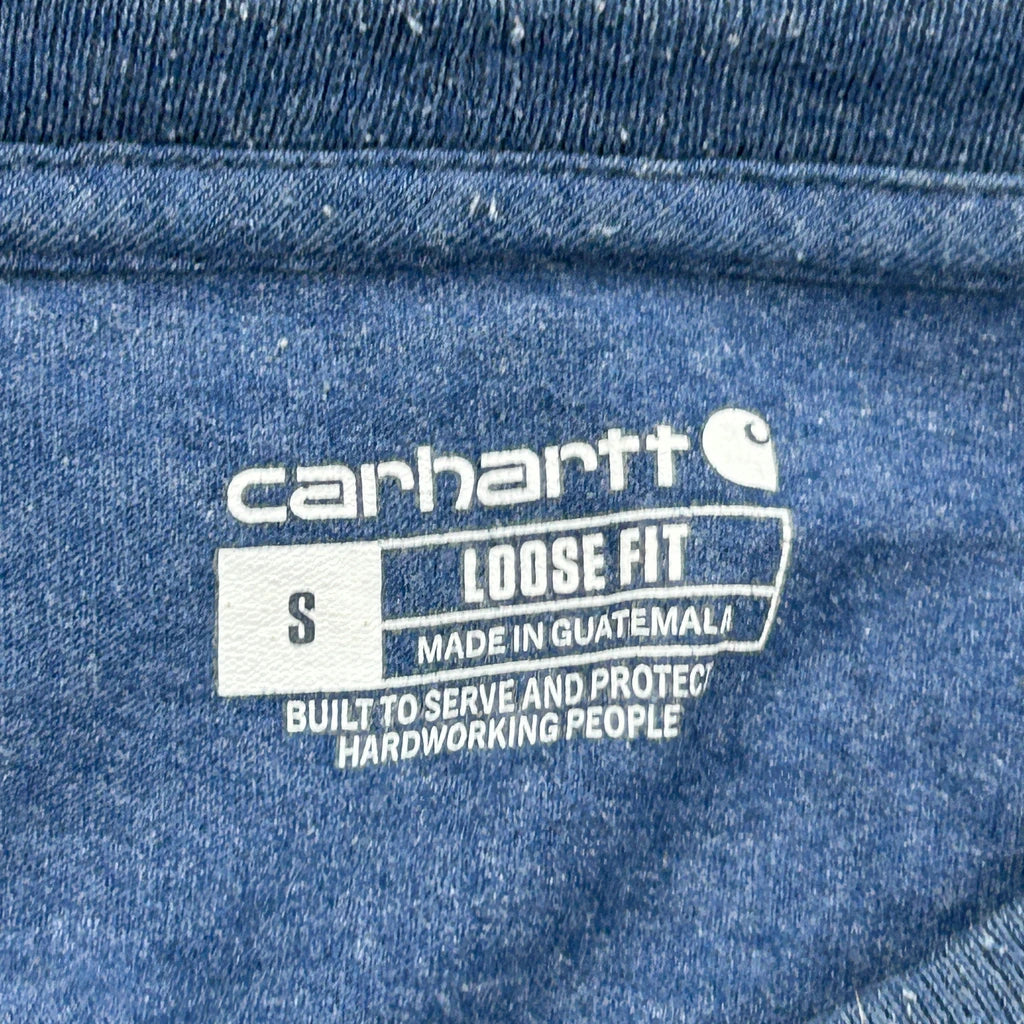 carhartt
S
LOOSE FIT
MADE IN GUATEMALA
BUILT TO SERVE AND PROTECT
HARDWORKING PEOPLE